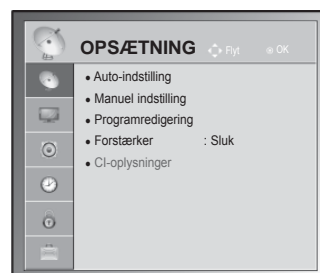 OPSÆTNING Flyt OK
• Auto-indstilling
• Manuel indstilling
• Programredigering
• Forstærker : Sluk
• CI-oplysninger